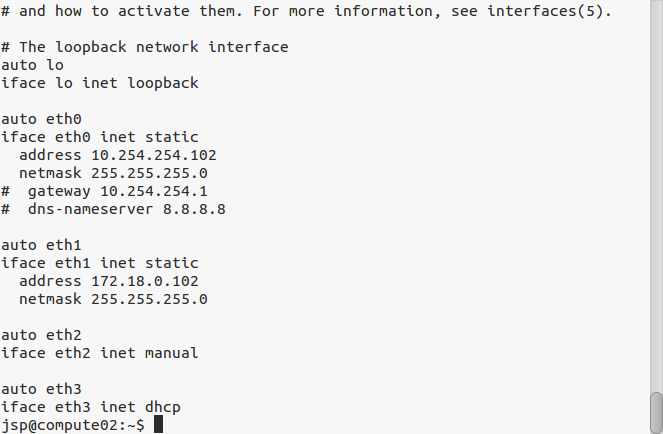 # and how to activate them. For more information, see interfaces(5).

# The loopback network interface
auto lo
iface lo inet loopback

auto eth0
iface eth0 inet static
  address 10.254.254.102
  netmask 255.255.255.0
#  gateway 10.254.254.1
#  dns-nameserver 8.8.8.8

auto eth1
iface eth1 inet static
  address 172.18.0.102
  netmask 255.255.255.0

auto eth2
iface eth2 inet manual

auto eth3
iface eth3 inet dhcp
jsp@compute02:~$